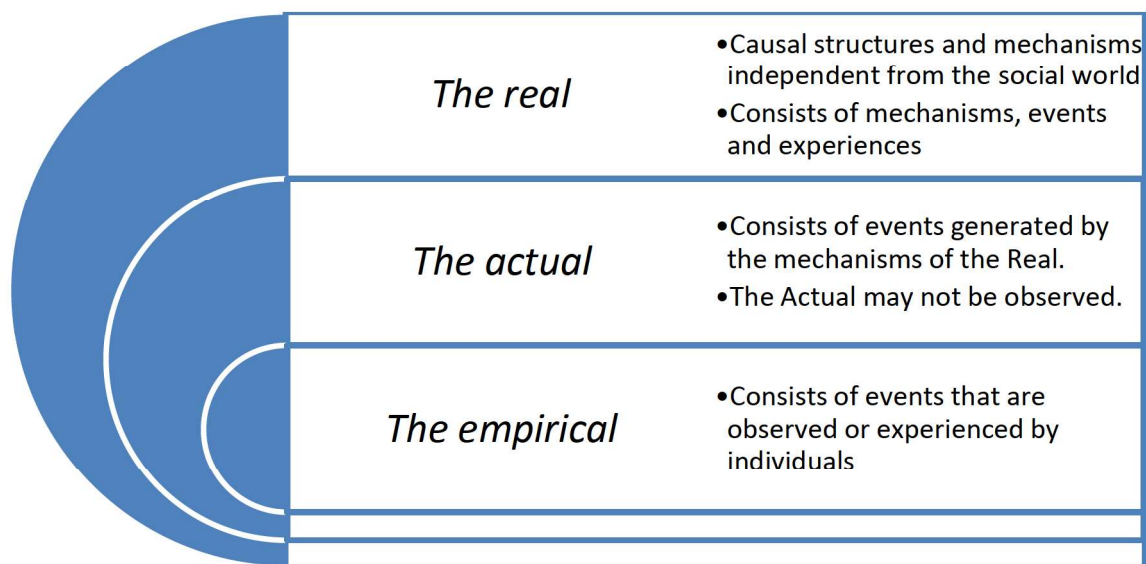 The real
•Causal structures and mechanisms
independent from the social world
•Consists of mechanisms, events
and experiences
The actual
•Consists of events generated by
the mechanisms of the Real.
•The Actual may not be observed.
The empirical
•Consists of events that are
observed or experienced by
individuals